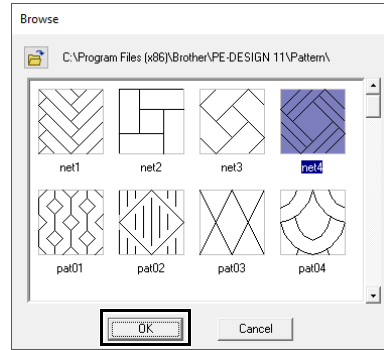 Browse
C:\Program Files (x86)\Brother\PE-DESIGN 11\Pattern\
net1 net2 net3 net4
pat01 pat02 pat03 pat04
OK Cancel